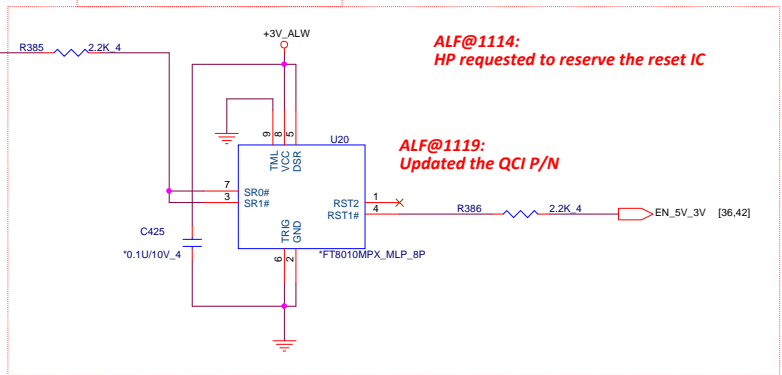 +3V_ALW
ALF@1114:
HP requested to reserve the reset IC
R385
2.2K_4
9
8
5
U20
TML
VCC
DSR
ALF@1119:
Updated the QCI P/N
7
SR0#
3
SR1#
RST2
1
RST1#
4
R386
2.2K_4
EN_5V_3V [36,42]
C425
*0.1U/10V_4
TRIG
GND
6
2
*FT8010MPX_MLP_8P